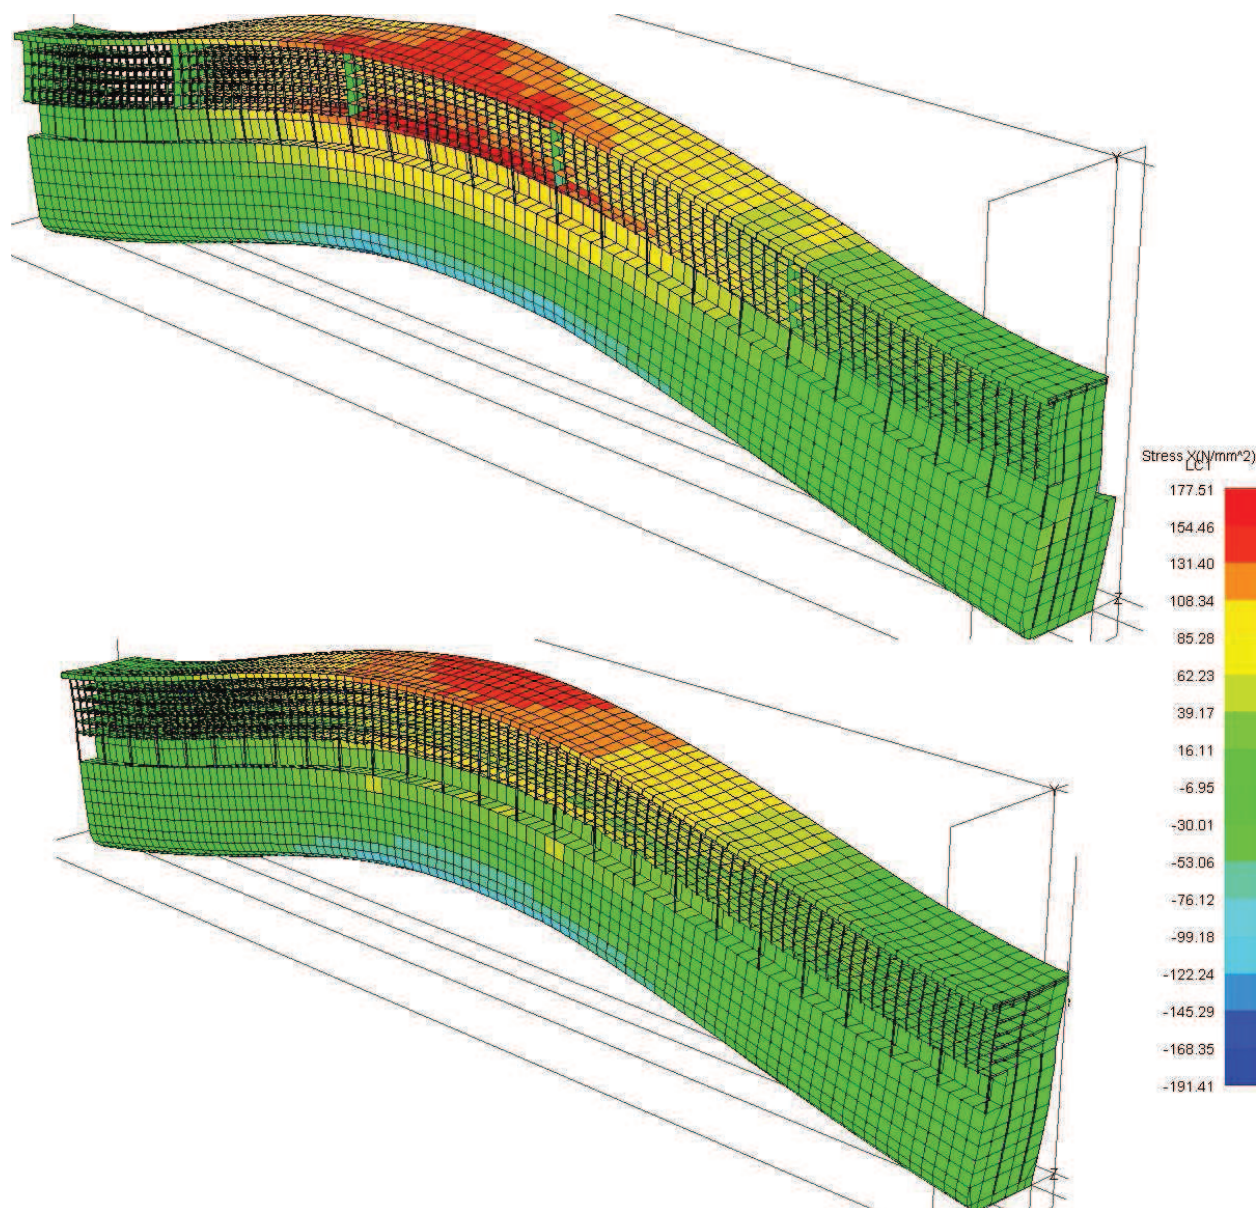 Y
Z
Stress X(N/mm^2)
LC1
177.51
154.46
131.40
108.34
85.28
62.23
39.17
16.11
-6.95
-30.01
-53.06
-76.12
-99.18
-122.24
-145.29
-168.35
-191.41
Y
Z